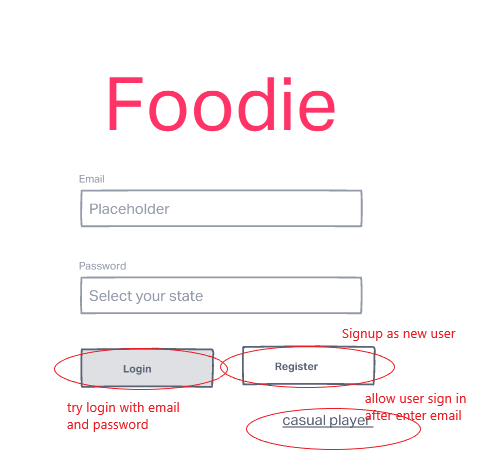 Foodie
Email
Placeholder
Password
Select your state
Signup as new user
Login
Register
try login with email
and password
allow user sign in
after enter email
casual player